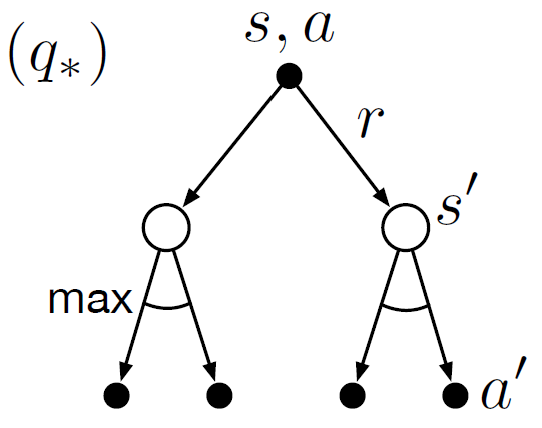 (q*)
s, a
r
s′
max
a′